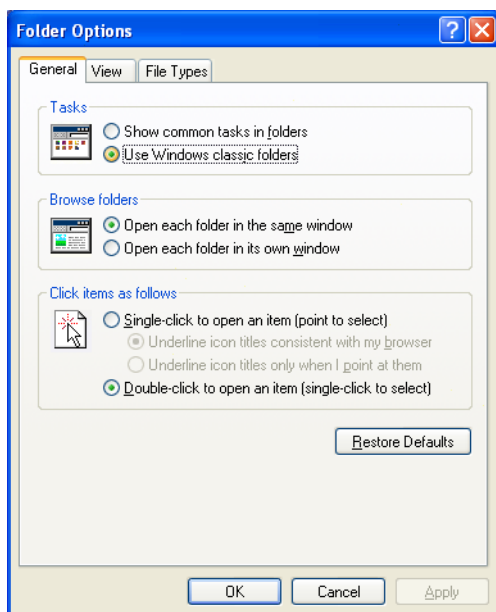 Folder Options
General View File Types
Tasks
Show common tasks in folders
Use Windows classic folders
Browse folders
Open each folder in the same window
Open each folder in its own window
Click items as follows
Single-click to open an item (point to select)
Underline icon titles consistent with my browser
Underline icon titles only when I point at them
Double-click to open an item (single-click to select)
Restore Defaults
OK Cancel Apply